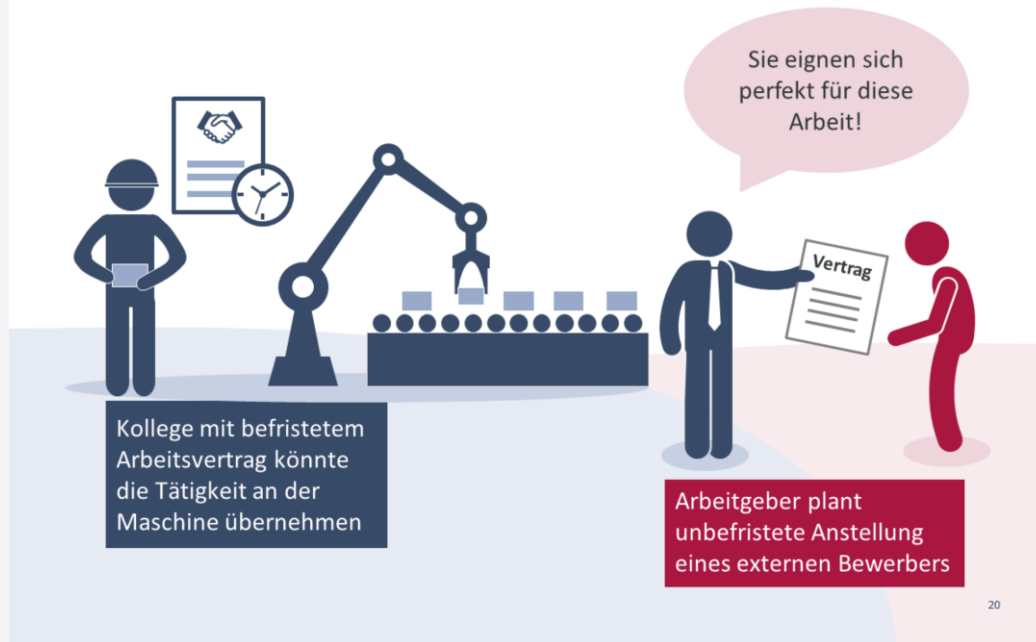 Sie eignen sich
perfekt für diese
Arbeit!
Vertrag
Kollege mit befristetem
Arbeitsvertrag könnte
die Tätigkeit an der
Maschine übernehmen
Arbeitgeber plant
unbefristete Anstellung
eines externen Bewerbers
20